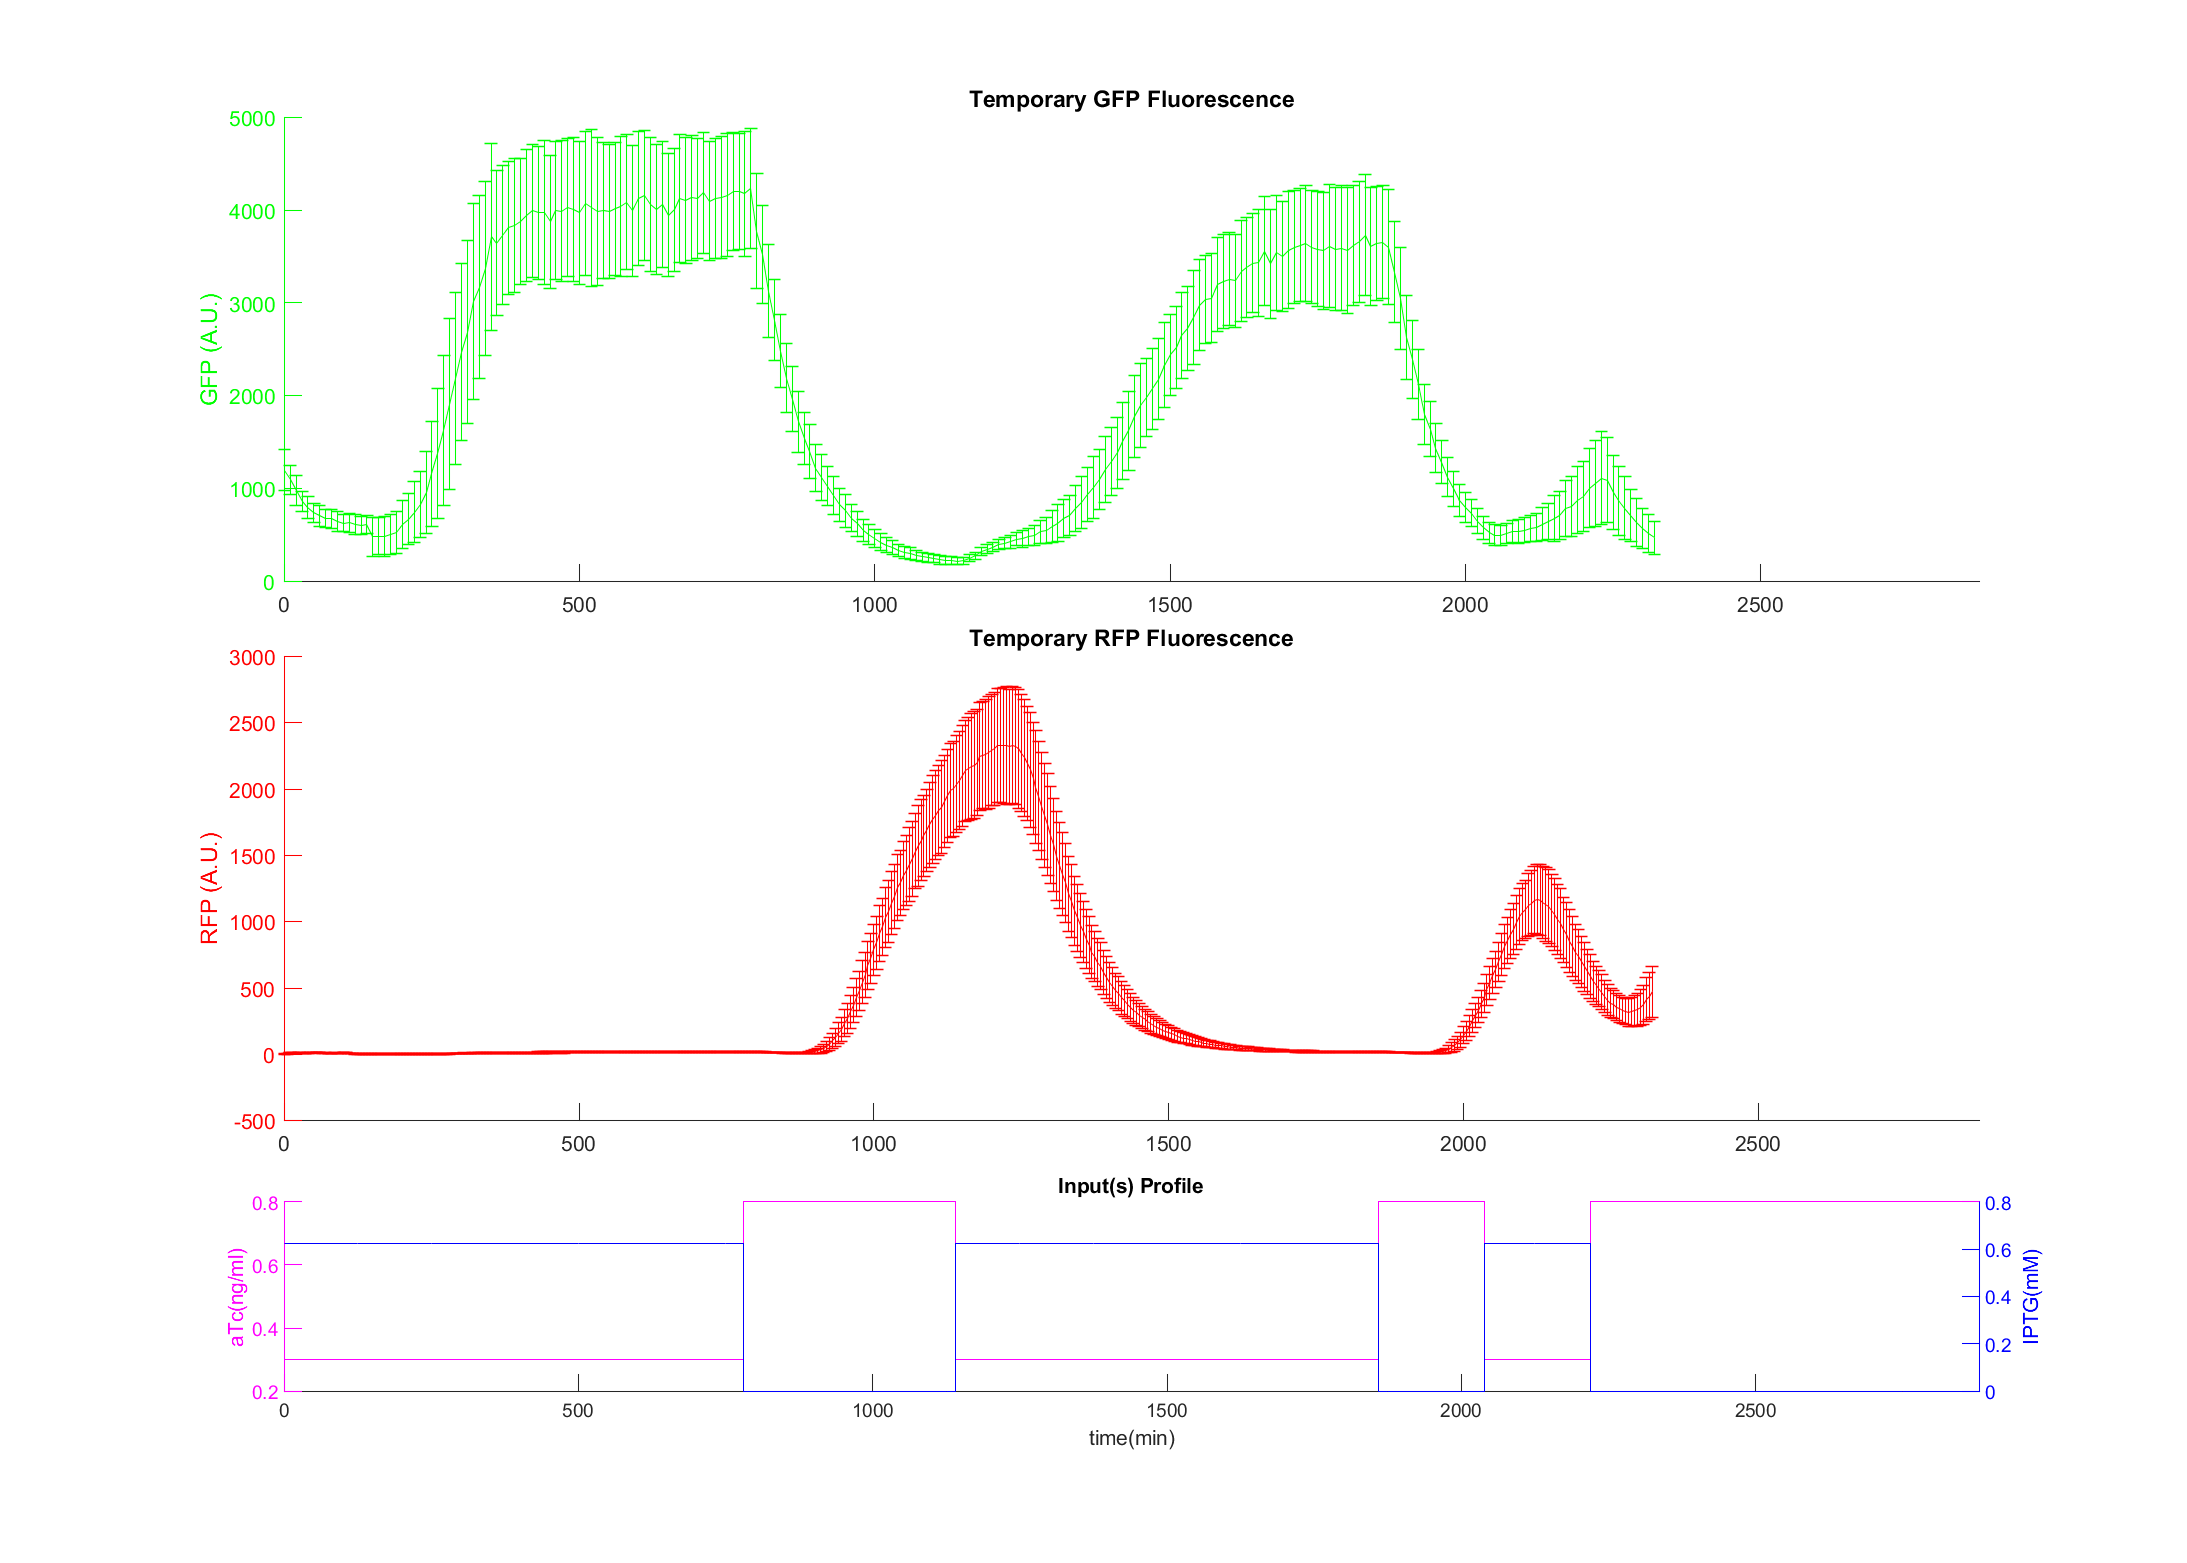 Temporary GFP Fluorescence
5000
4000
3000
2000
1000
0
GFP (A.U.)
0 500 1000 1500 2000 2500
Temporary RFP Fluorescence
3000
2500
2000
1500
1000
500
0
-500
RFP (A.U.)
0 500 1000 1500 2000 2500
Input(s) Profile
0.8
0.6
0.4
0.2
aTc(ng/ml)
0.8
0.6
0.4
0.2
0
IPTG(mM)
0 500 1000 1500 2000 2500
time(min)